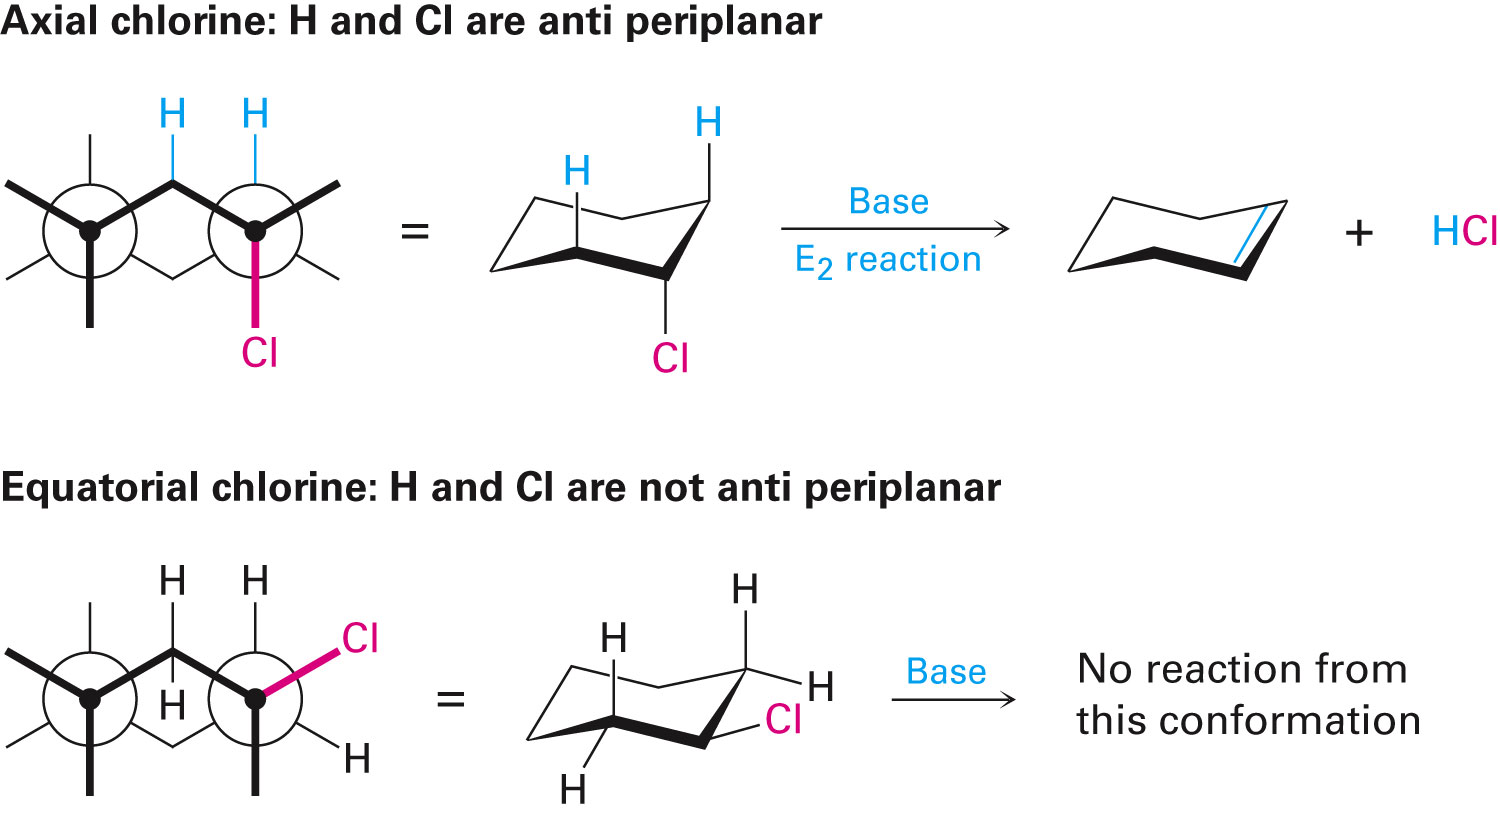 Axial chlorine: H and Cl are anti periplanar
H H
Cl
=
H
H
Cl
Base
E2 reaction
+
HCl
Equatorial chlorine: H and Cl are not anti periplanar
H H
Cl
H
H
=
H
H
H
Cl
H
Base
No reaction from
this conformation